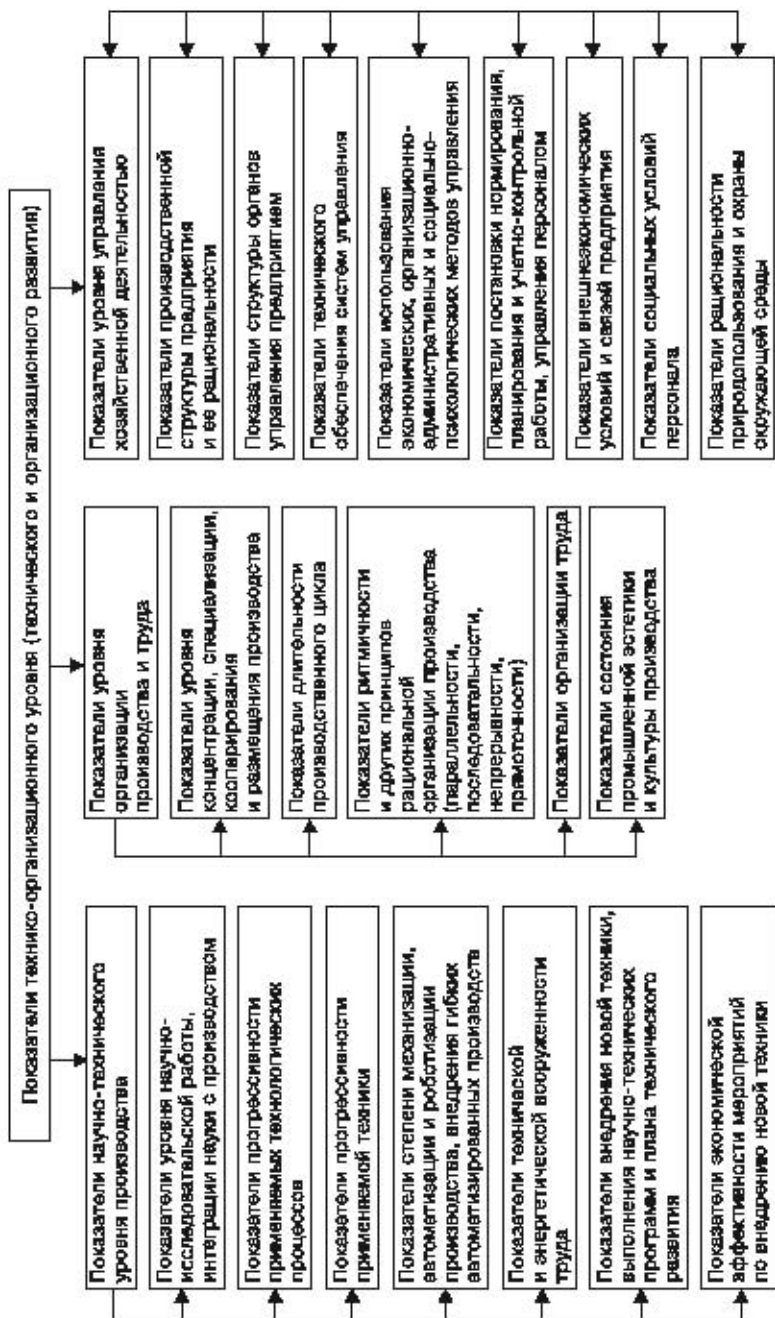 Показатели технико-организационного уровня (технического и организационного развития)
Показатели научно-технического
уровня производства
Показатели уровня научно-
исследовательской работы,
интеграции науки с производством
Показатели прогрессивности
применяемых технологических
процессов
Показатели прогрессивности
применяемой техники
Показатели степени механизации,
автоматизации и роботизации
производства, внедрения гибких
автоматизированных производств
Показатели технической
и энергетической вооруженности
труда
Показатели внедрения новой техники,
выполнения научно-технических
программ и плана технического
развития
Показатели экономической
эффективности мероприятий
по внедрению новой техники
Показатели уровня
организации
производства и труда
Показатели уровня
концентрации, специализации,
кооперирования
и размещения производства
Показатели длительности
производственного цикла
Показатели ритмичности
и других принципов
рациональной
организации производства
(параллельности,
последовательности,
непрерывности,
прямоточности)
Показатели организации труда
Показатели состояния
промышленной эстетики
и культуры производства
Показатели уровня управления
хозяйственной деятельностью
Показатели производственной
структуры предприятия
и ее рациональности
Показатели структуры органов
управления предприятием
Показатели технического
обеспечения систем управления
Показатели использования
экономических, организационно-
административных и социально-
психологических методов управления
Показатели постановки нормирования,
планирования и учетно-контрольной
работы, управления персоналом
Показатели внешнеэкономических
условий и связей предприятия
Показатели социальных условий
персонала
Показатели рациональности
природопользования и охраны
окружающей среды